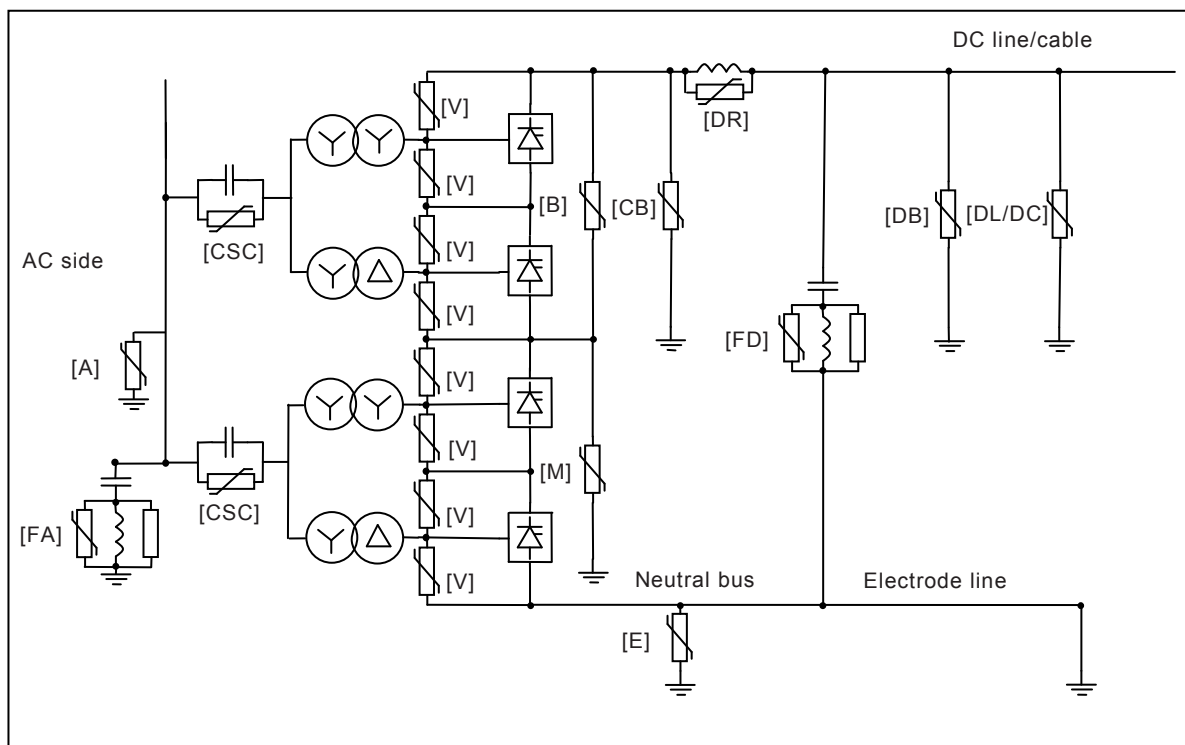 DC line/cable
[V]
[DR]
[V]
[B]
[CB]
[DB]
[DL/DC]
[CSC]
[V]
AC side
[V]
[FD]
[A]
[V]
[V]
[M]
[CSC]
[V]
[FA]
[V]
Neutral bus
Electrode line
[E]